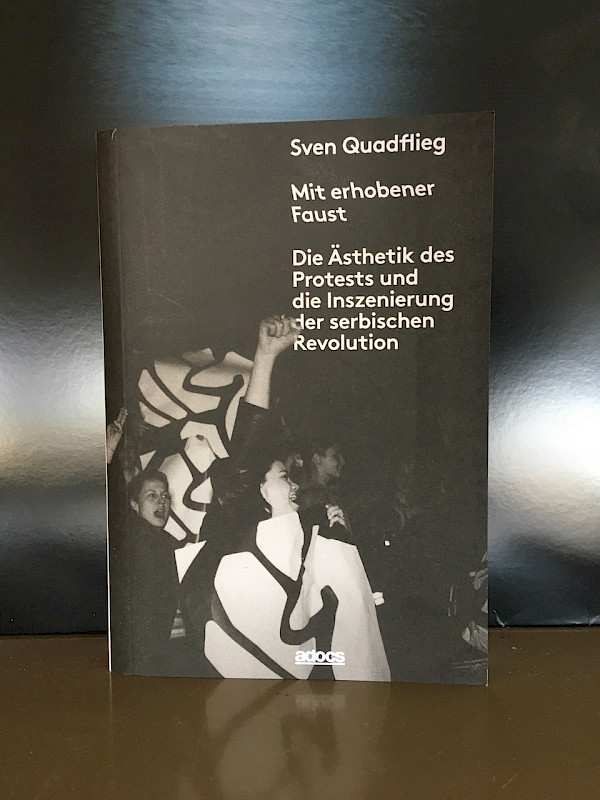 Sven Quadflieg
Mit erhobener
Faust
Die Ästhetik des
Protests und
die Inszenierung
der serbischen
Revolution
adocs